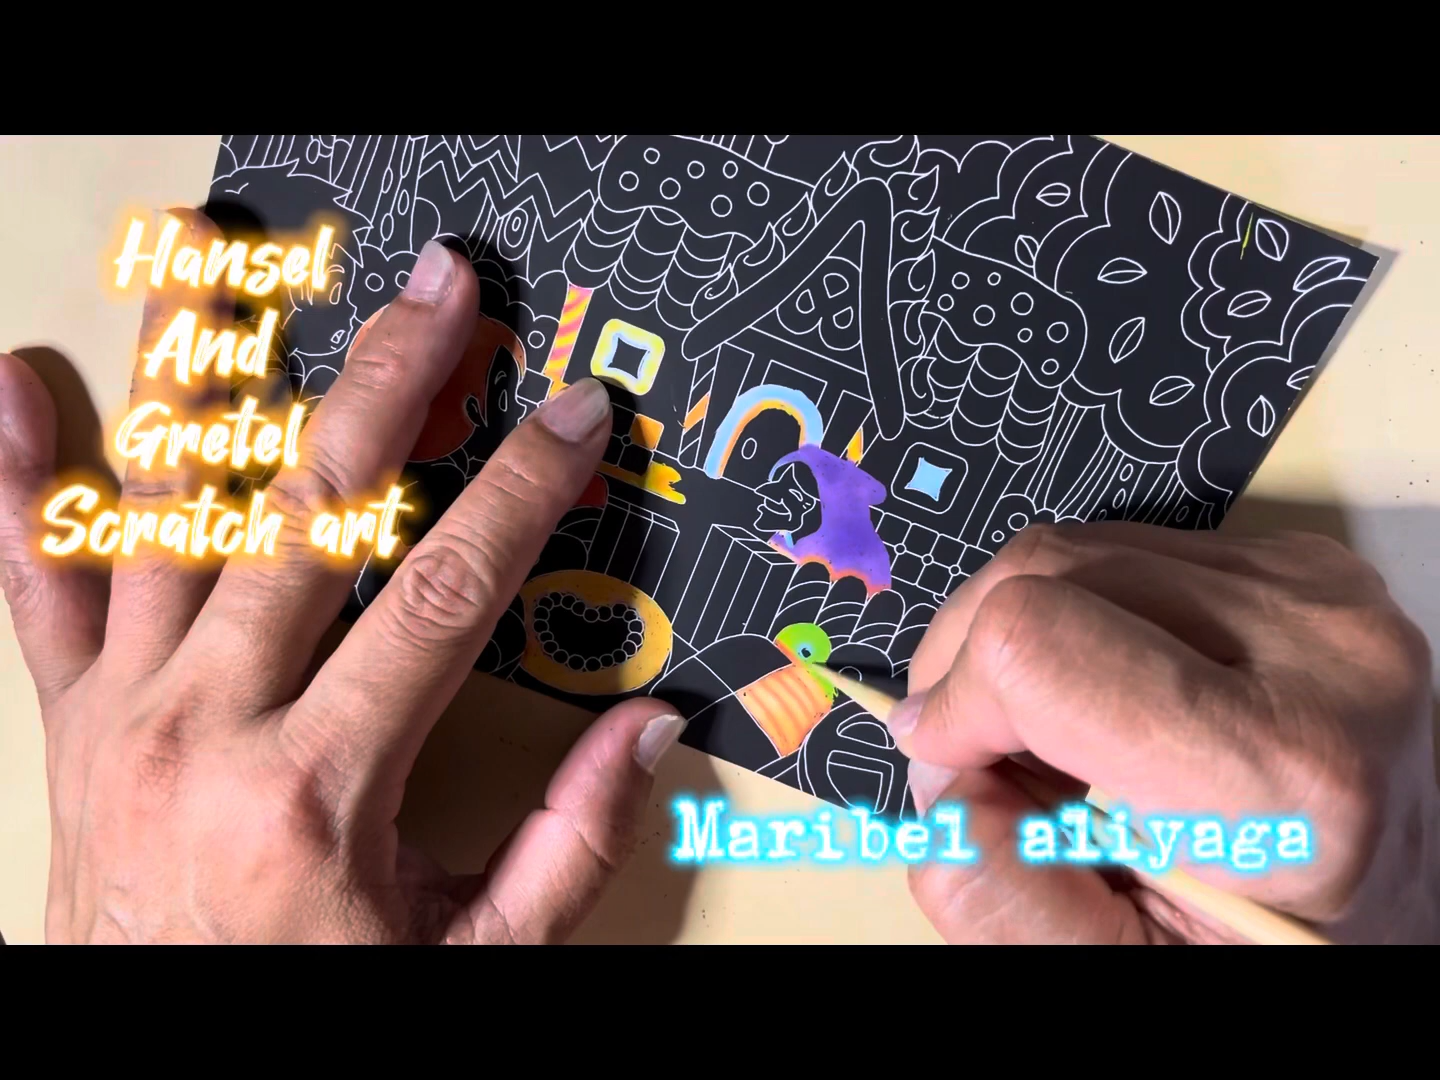 Hansel
And
Gretel
Scratch art
Maribel aliyaga